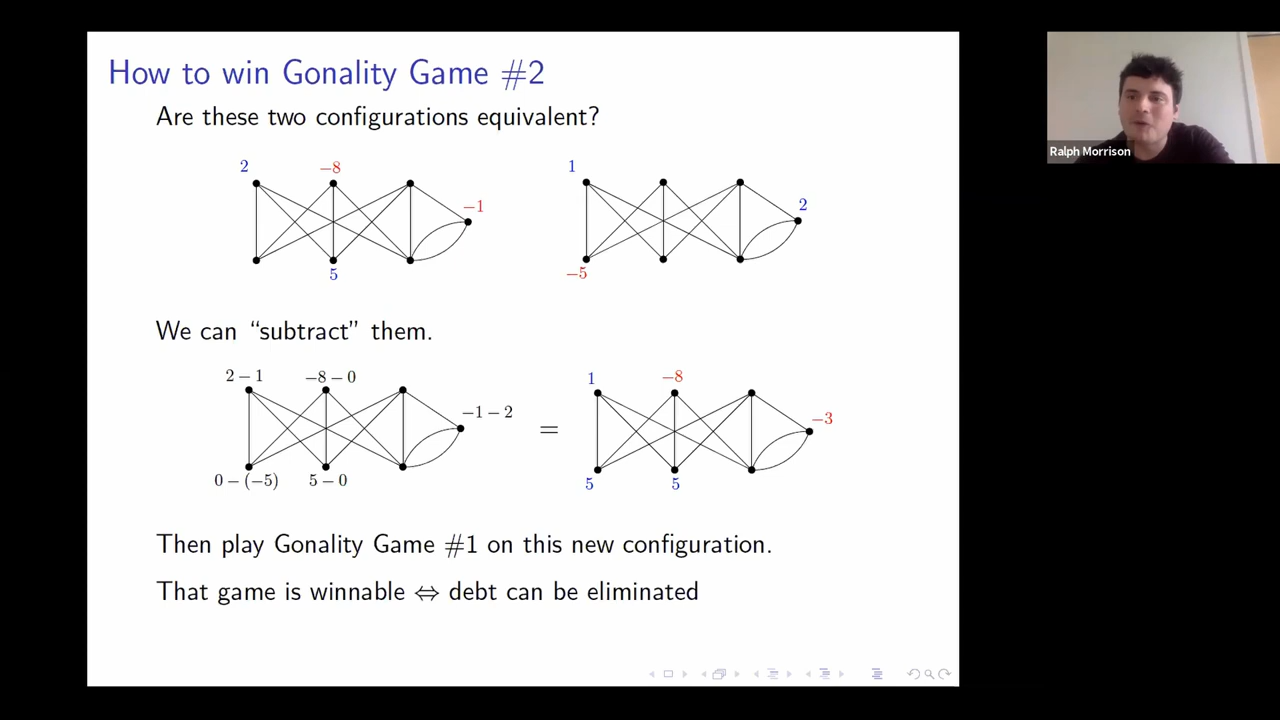 How to win Gonality Game #2
Are these two configurations equivalent?
2 −8 1
−1 2
5 −5
We can “subtract” them.
2 − 1 −8 − 0 1 −8
−1 − 2 = −3
0 − (−5) 5 − 0 5 5
Then play Gonality Game #1 on this new configuration.
That game is winnable ⇔ debt can be eliminated
Ralph Morrison